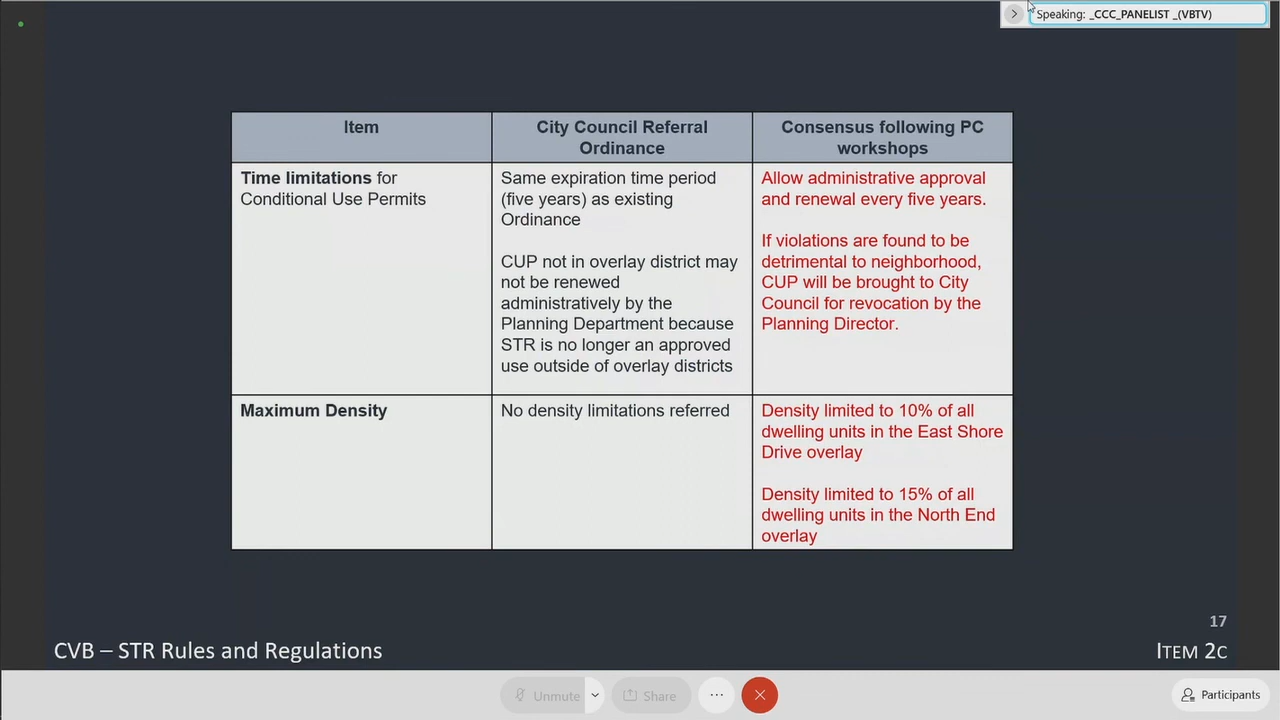 Speaking: _CCC_PANELIST _(VBTV)
Item
City Council Referral
Ordinance
Consensus following PC
workshops
Time limitations for
Conditional Use Permits
Same expiration time period
(five years) as existing
Ordinance
CUP not in overlay district may
not be renewed
administratively by the
Planning Department because
STR is no longer an approved
use outside of overlay districts
Allow administrative approval
and renewal every five years.
If violations are found to be
detrimental to neighborhood,
CUP will be brought to City
Council for revocation by the
Planning Director.
Maximum Density
No density limitations referred
Density limited to 10% of all
dwelling units in the East Shore
Drive overlay
Density limited to 15% of all
dwelling units in the North End
overlay
17
CVB – STR Rules and Regulations
ITEM 2C
Unmute
Share
Participants